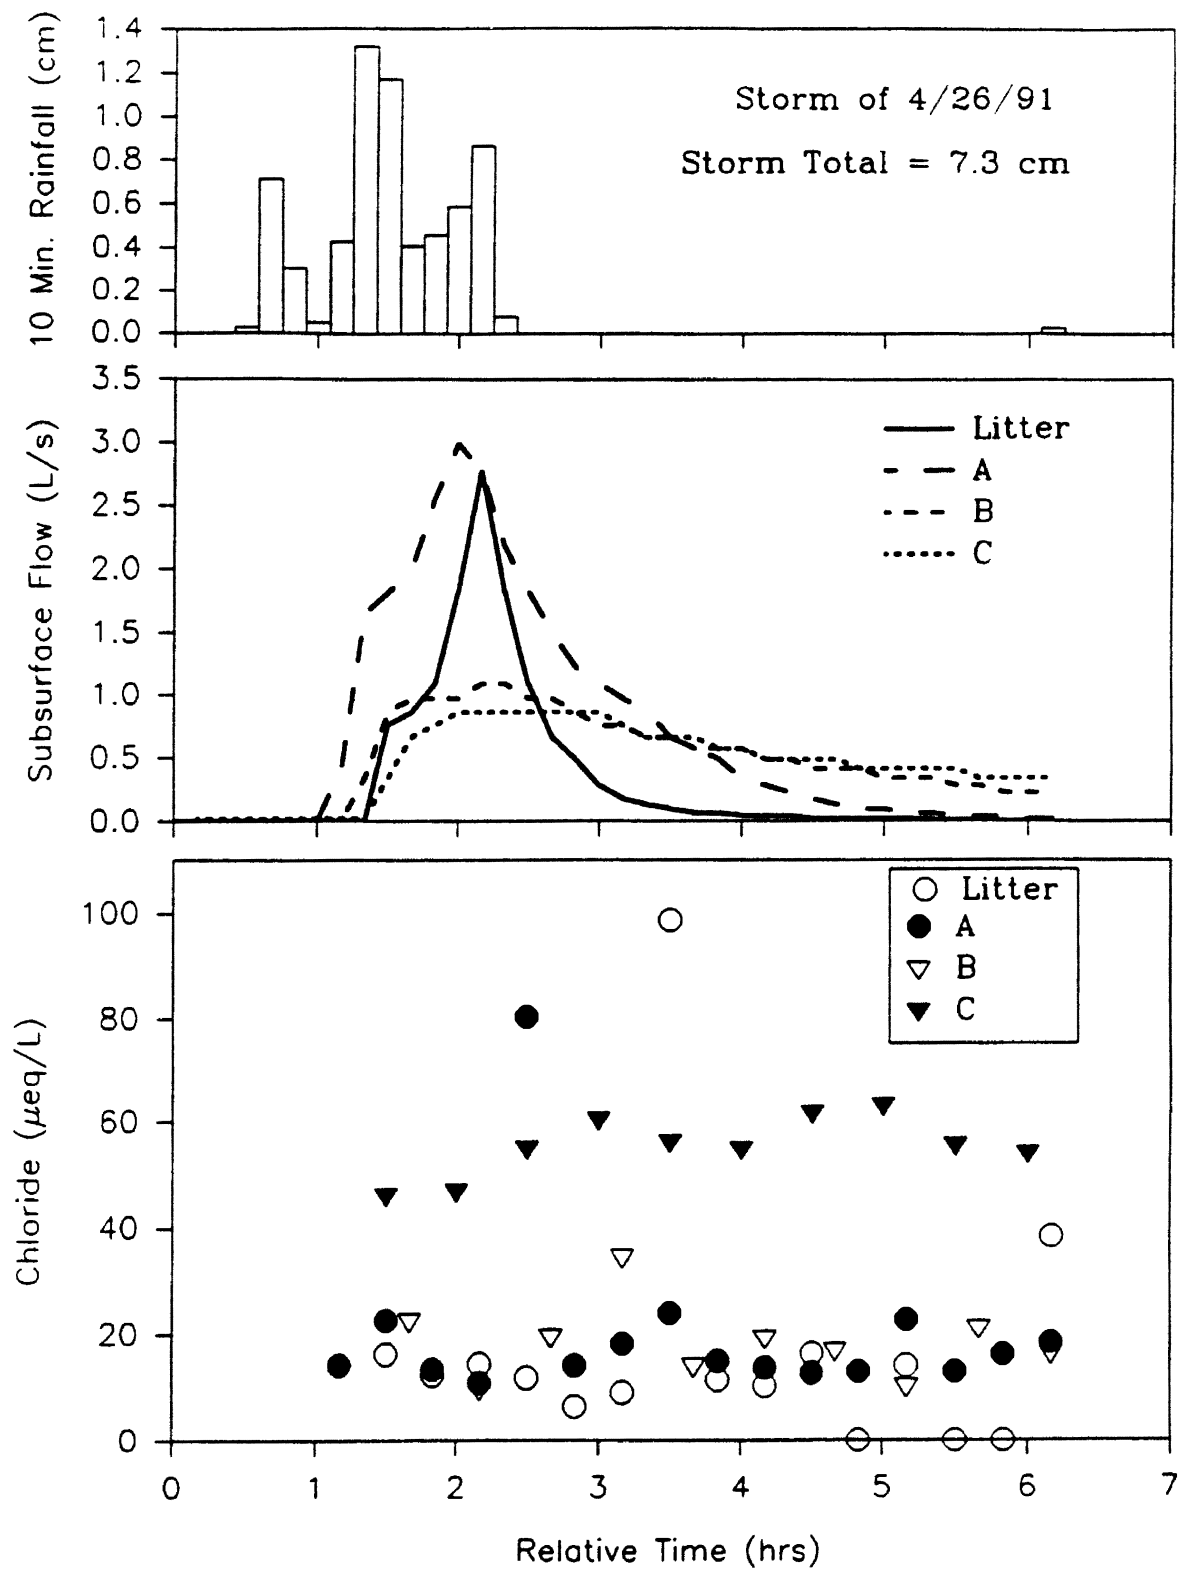 10 Min. Rainfall (cm)
1.4
1.2
1.0
0.8
0.6
0.4
0.2
0.0
Storm of 4/26/91
Storm Total = 7.3 cm
Subsurface Flow (L/s)
3.5
3.0
2.5
2.0
1.5
1.0
0.5
0.0
Litter
A
B
C
Chloride (μeq/L)
100
80
60
40
20
0
Litter
A
B
C
0 1 2 3 4 5 6 7
Relative Time (hrs)